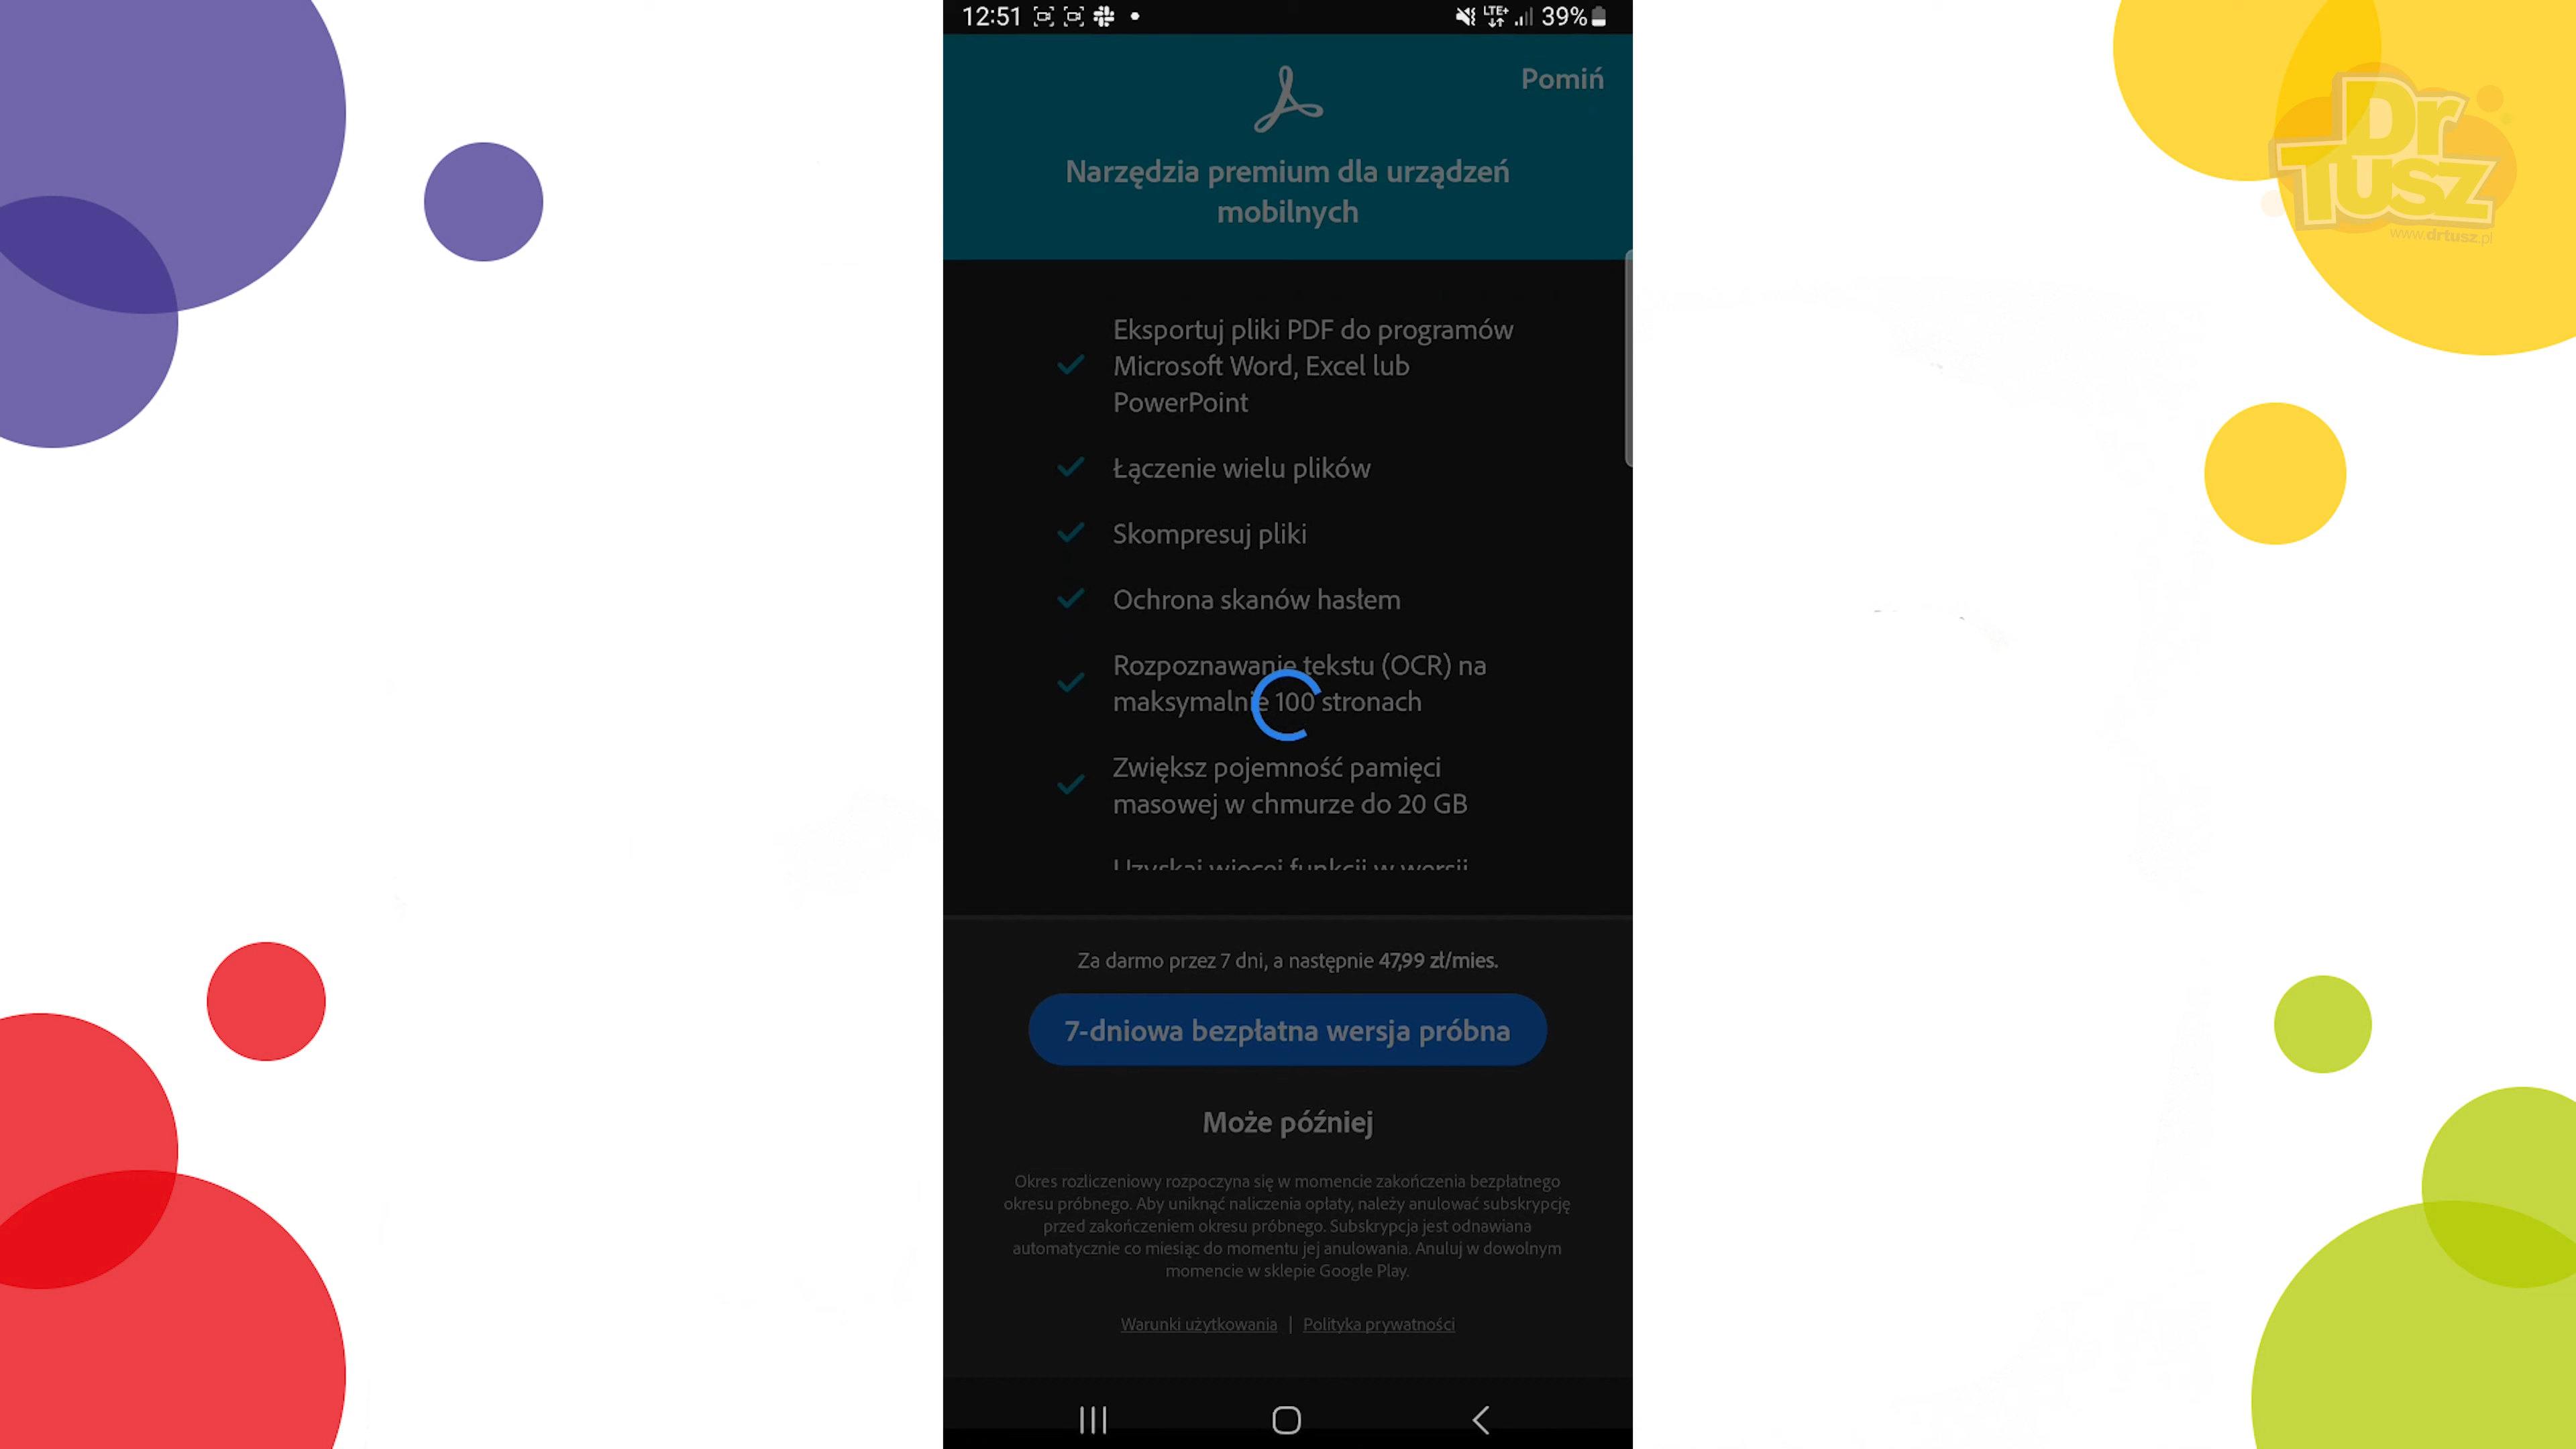 12:51
LTE+ 39%
Pomiń
Dr
Tusz
www.drtusz.pl
Narzędzia premium dla urządzeń
mobilnych
Eksportuj pliki PDF do programów
Microsoft Word, Excel lub
PowerPoint
Łączenie wielu plików
Skompresuj pliki
Ochrona skanów hasłem
Rozpoznawanie tekstu (OCR) na
maksymalnie 100 stronach
Zwiększ pojemność pamięci
masowej w chmurze do 20 GB
Uzyskaj więcej funkcji w wersji
Za darmo przez 7 dni, a następnie 47,99 zł/mies.
7-dniowa bezpłatna wersja próbna
Może później
Okres rozliczeniowy rozpoczyna się w momencie zakończenia bezpłatnego
okresu próbnego. Aby uniknąć naliczenia opłaty, należy anulować subskrypcję
przed zakończeniem okresu próbnego. Subskrypcja jest odnawiana
automatycznie co miesiąc do momentu jej anulowania. Anuluj w dowolnym
momencie w sklepie Google Play.
Warunki użytkowania | Polityka prywatności